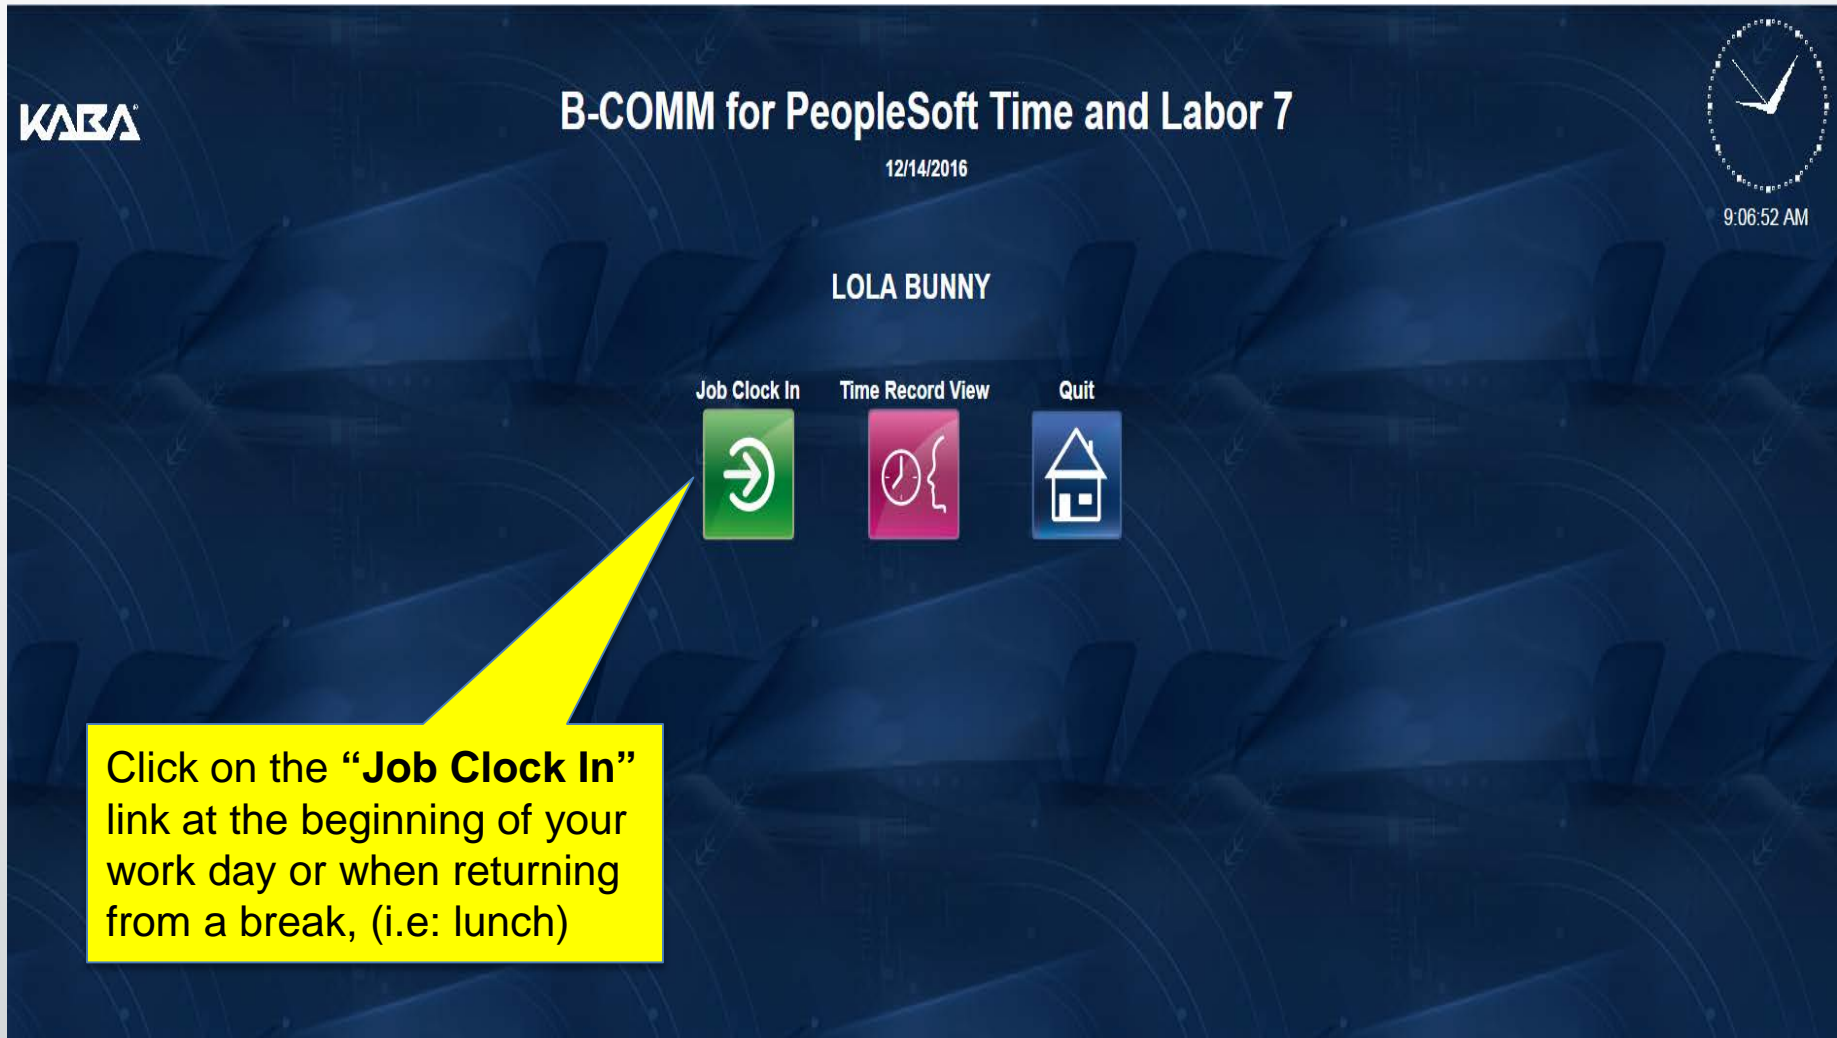 KABA®
B-COMM for PeopleSoft Time and Labor 7
12/14/2016
9:06:52 AM
LOLA BUNNY
Job Clock In
Time Record View
Quit
Click on the “Job Clock In”
link at the beginning of your
work day or when returning
from a break, (i.e: lunch)